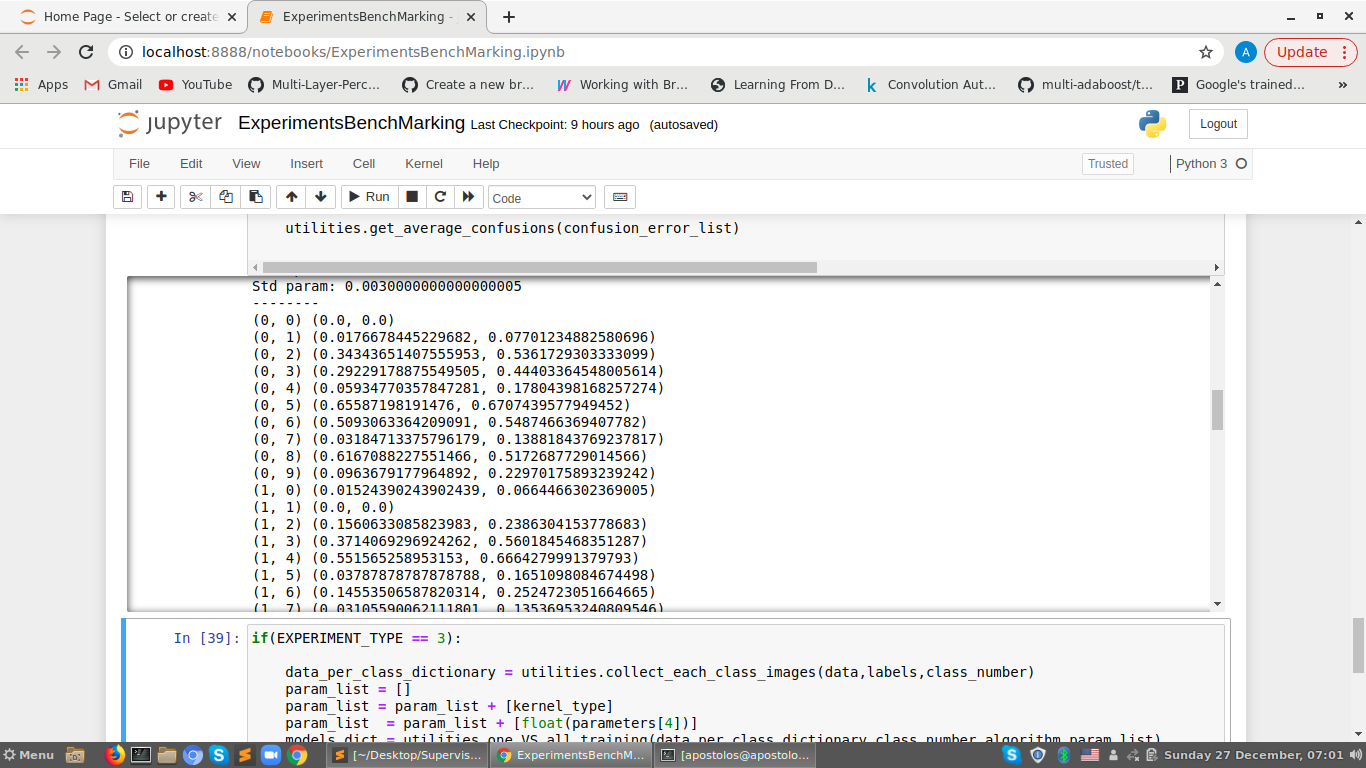 Home Page - Select or create
ExperimentsBenchMarking -
localhost:8888/notebooks/ExperimentsBenchMarking.ipynb
A
Update
Apps
Gmail
YouTube
Multi-Layer-Perc…
Create a new br…
Working with Br…
Learning From D…
Convolution Aut…
multi-adaboost/t…
Google's trained…
»
jupyter
ExperimentsBenchMarking Last Checkpoint: 9 hours ago (autosaved)
Logout
File Edit View Insert Cell Kernel Help
Trusted
Python 3
Run
Code
utilities.get_average_confusions(confusion_error_list)
Std param: 0.0030000000000000005
--------
(0, 0) (0.0, 0.0)
(0, 1) (0.0176678445229682, 0.07701234882580696)
(0, 2) (0.34343651407555953, 0.5361729303333099)
(0, 3) (0.29229178875549505, 0.44403364548005614)
(0, 4) (0.05934770357847281, 0.17804398168257274)
(0, 5) (0.65587198191476, 0.6707439577949452)
(0, 6) (0.5093063364209091, 0.5487466369407782)
(0, 7) (0.03184713375796179, 0.13881843769237817)
(0, 8) (0.6167088227551466, 0.5172687729014566)
(0, 9) (0.0963679177964892, 0.22970175893239242)
(1, 0) (0.01524390243902439, 0.0664466302369005)
(1, 1) (0.0, 0.0)
(1, 2) (0.1560633085823983, 0.2386304153778683)
(1, 3) (0.3714069296924262, 0.5601845468351287)
(1, 4) (0.551565258953153, 0.6664279991379793)
(1, 5) (0.03787878787878788, 0.1651098084674498)
(1, 6) (0.14553506587820314, 0.2524723051664665)
(1, 7) (0.03105590062111801, 0.13536953240809546)
In [39]:
if(EXPERIMENT_TYPE == 3):
data_per_class_dictionary = utilities.collect_each_class_images(data,labels,class_number)
param_list = []
param_list = param_list + [kernel_type]
param_list  = param_list + [float(parameters[4])]
models_dict = utilities.one_VS_all_training(data_per_class_dictionary,class_number,algorithm,param_list)
Menu
[~/Desktop/Supervis…
ExperimentsBenchM…
[apostolos@apostolo…
Sunday 27 December, 07:01